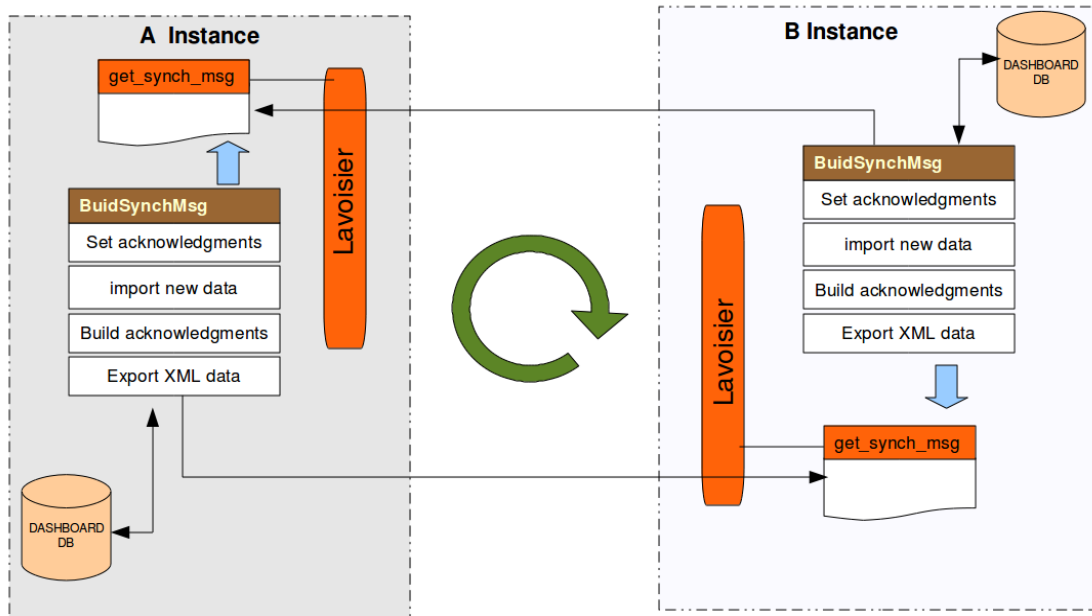 A Instance
get_synch_msg
Lavoisier
BuidSynchMsg
Set acknowledgments
import new data
Build acknowledgments
Export XML data
DASHBOARD
DB
B Instance
DASHBOARD
DB
BuidSynchMsg
Set acknowledgments
import new data
Build acknowledgments
Export XML data
Lavoisier
get_synch_msg